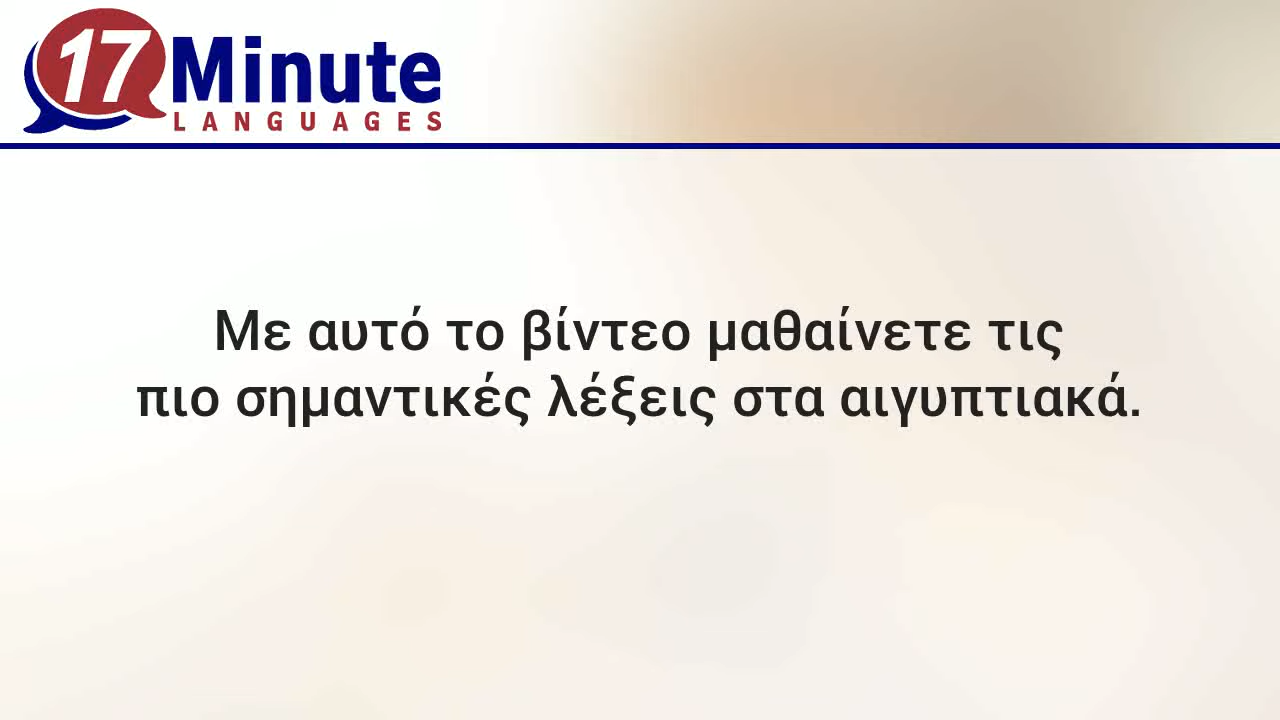 17 Minute
LANGUAGES
Με αυτό το βίντεο μαθαίνετε τις
πιο σημαντικές λέξεις στα αιγυπτιακά.